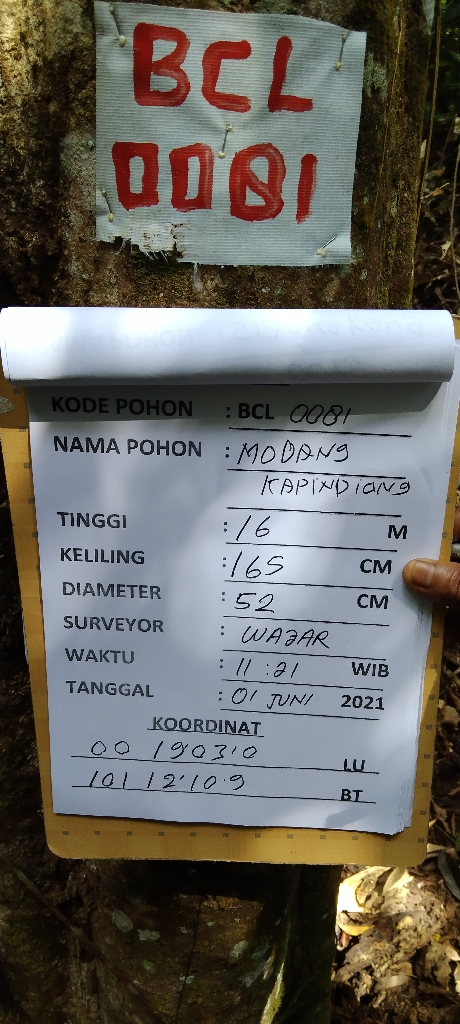 BCL
0081
KODE POHON : BCL 0081
NAMA POHON : MODANG
KAPINDIANG
TINGGI : 16 M
KELILING : 165 CM
DIAMETER : 52 CM
SURVEYOR : WAJAR
WAKTU : 11:21 WIB
TANGGAL : 01 JUNI 2021
KOORDINAT
00 1903'0 LU
101 12'10.9 BT